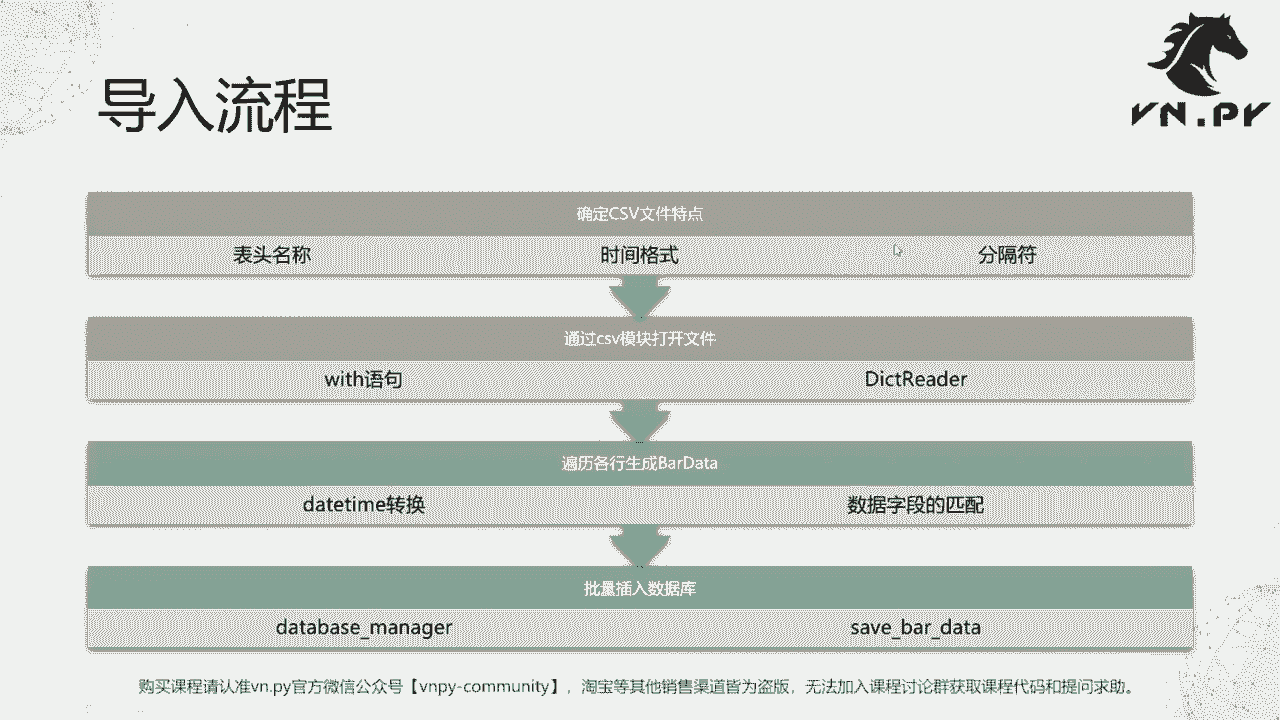 导入流程
VN.PY
确定CSV文件特点
表头名称 时间格式 分隔符
通过csv模块打开文件
with语句 DictReader
遍历各行生成BarData
datetime转换 数据字段的匹配
批量插入数据库
database_manager save_bar_data
购买课程请认准vn.py官方微信公众号【vnpy-community】，淘宝等其他销售渠道皆为盗版，无法加入课程讨论群获取课程代码和提问求助。